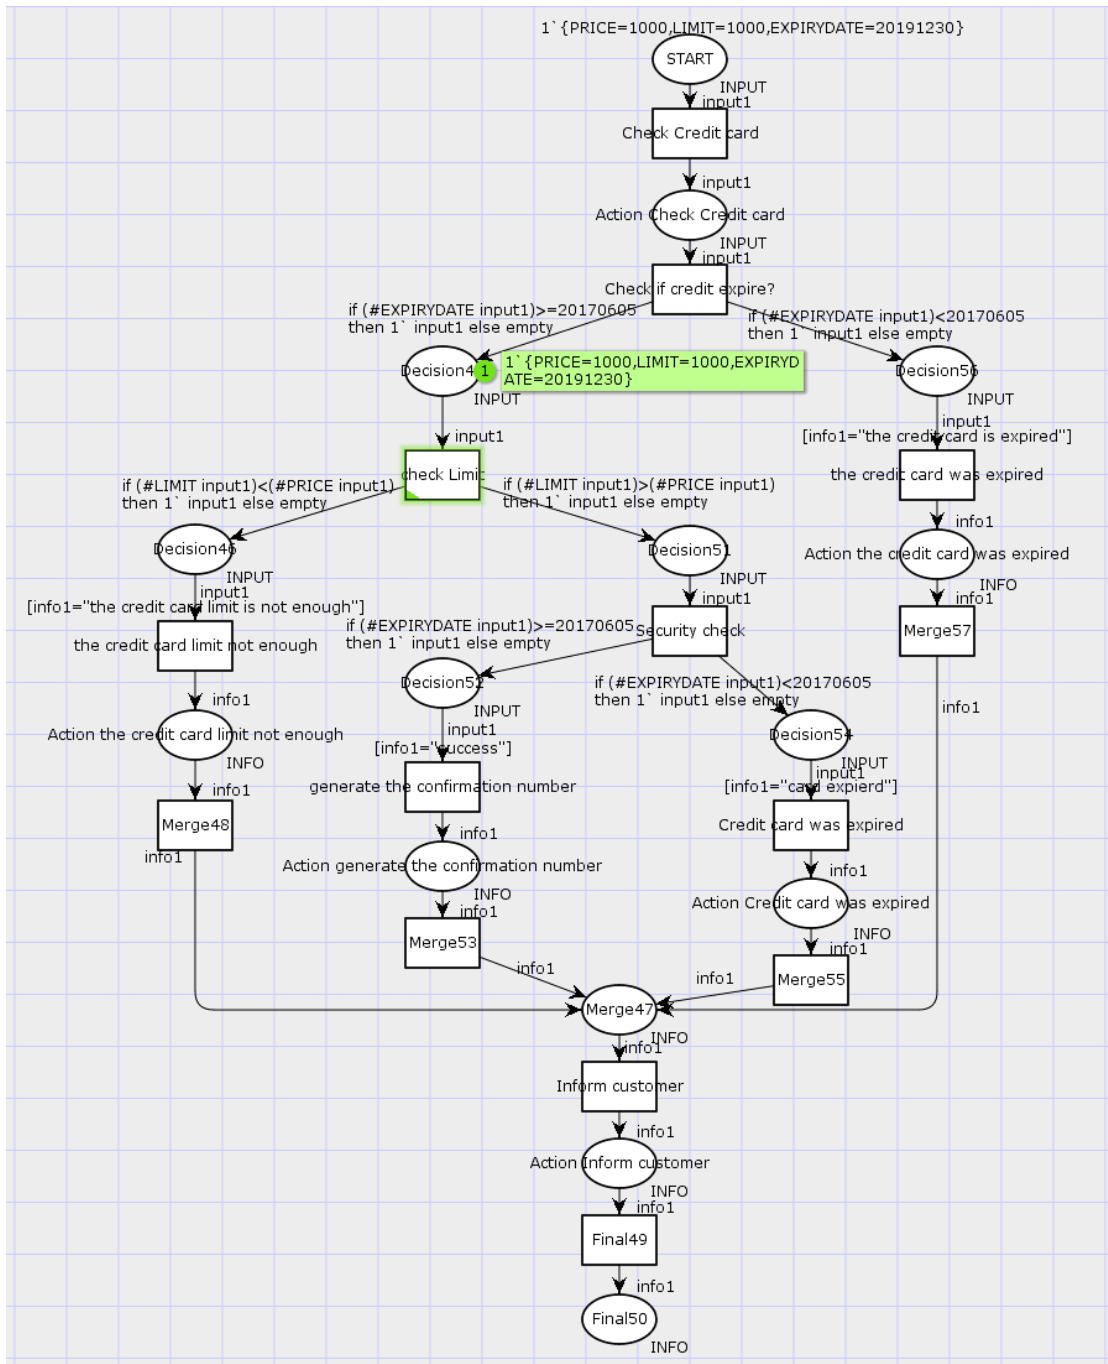 1`{PRICE=1000,LIMIT=1000,EXPIRYDATE=20191230}
START
INPUT
input1
Check Credit card
input1
Action Check Credit card
INPUT
input1
Check if credit expire?
if (#EXPIRYDATE input1)>=20170605
then 1` input1 else empty
if (#EXPIRYDATE input1)<20170605
then 1` input1 else empty
Decision4
1
1`{PRICE=1000,LIMIT=1000,EXPIRYD
ATE=20191230}
INPUT
Decision56
INPUT
input1
input1
[info1="the credit card is expired"]
check Limit
the credit card was expired
if (#LIMIT input1)<(#PRICE input1)
then 1` input1 else empty
if (#LIMIT input1)>(#PRICE input1)
then 1` input1 else empty
info1
Decision46
INPUT
Decision51
INPUT
Action the credit card was expired
INFO
input1
[info1="the credit card limit is not enough"]
input1
info1
the credit card limit not enough
Security check
Merge57
if (#EXPIRYDATE input1)>=20170605
then 1` input1 else empty
if (#EXPIRYDATE input1)<20170605
then 1` input1 else empty
Decision52
INPUT
info1
info1
Action the credit card limit not enough
INFO
input1
[info1="success"]
Decision54
INPUT
input1
[info1="card expierd"]
info1
generate the confirmation number
Merge48
info1
Credit card was expired
info1
info1
Action generate the confirmation number
INFO
info1
Action Credit card was expired
INFO
info1
Merge53
info1
Merge55
info1
Merge47
INFO
info1
Inform customer
info1
Action Inform customer
INFO
info1
Final49
info1
Final50
INFO